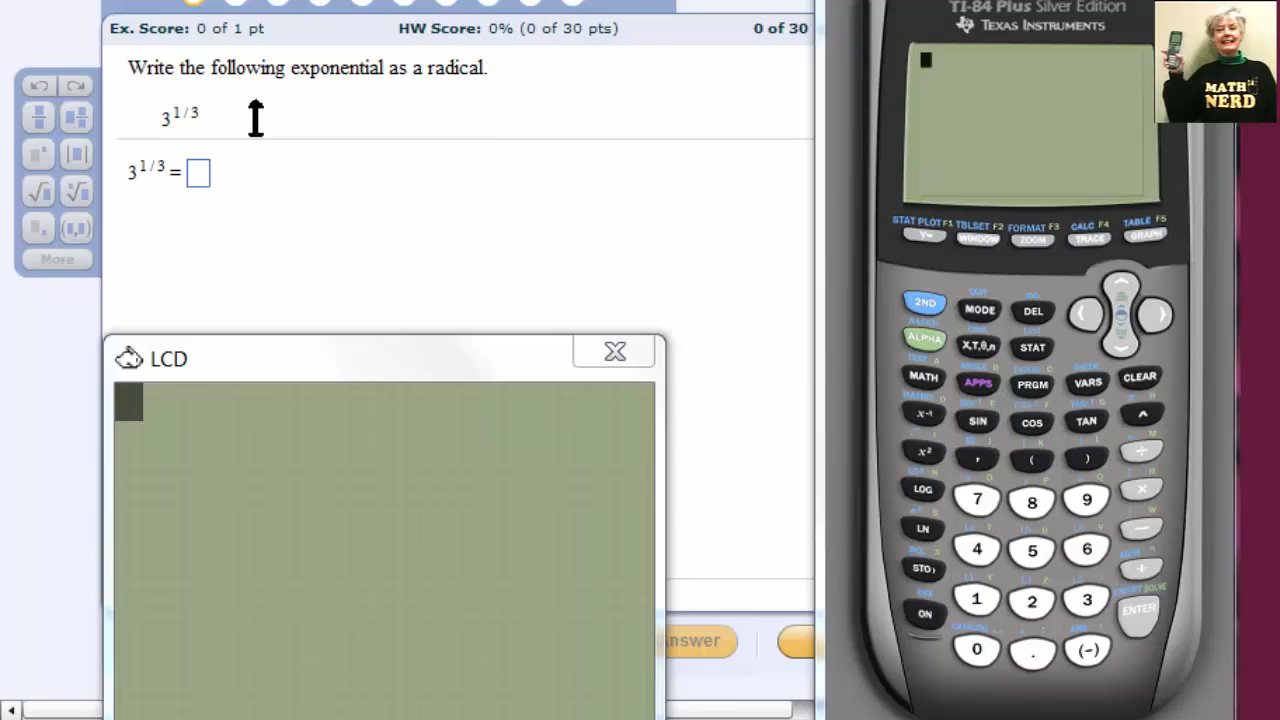 Ex. Score: 0 of 1 pt HW Score: 0% (0 of 30 pts) 0 of 30
Write the following exponential as a radical.
3^1/3
3^1/3 =
More
LCD
Answer
TI-84 Plus Silver Edition
TEXAS INSTRUMENTS
MATH
NERD
STAT PLOT F1 TBLSET F2 FORMAT F3 CALC F4 TABLE F5
Y= WINDOW ZOOM TRACE GRAPH
2ND MODE DEL
ALPHA X,T,θ,n STAT
MATH APPS PRGM VARS CLEAR
x⁻¹ SIN COS TAN ^
x² , ( ) ÷
LOG 7 8 9 ×
LN 4 5 6 −
STO› 1 2 3 +
OFF
ON 0 . (-) ENTER